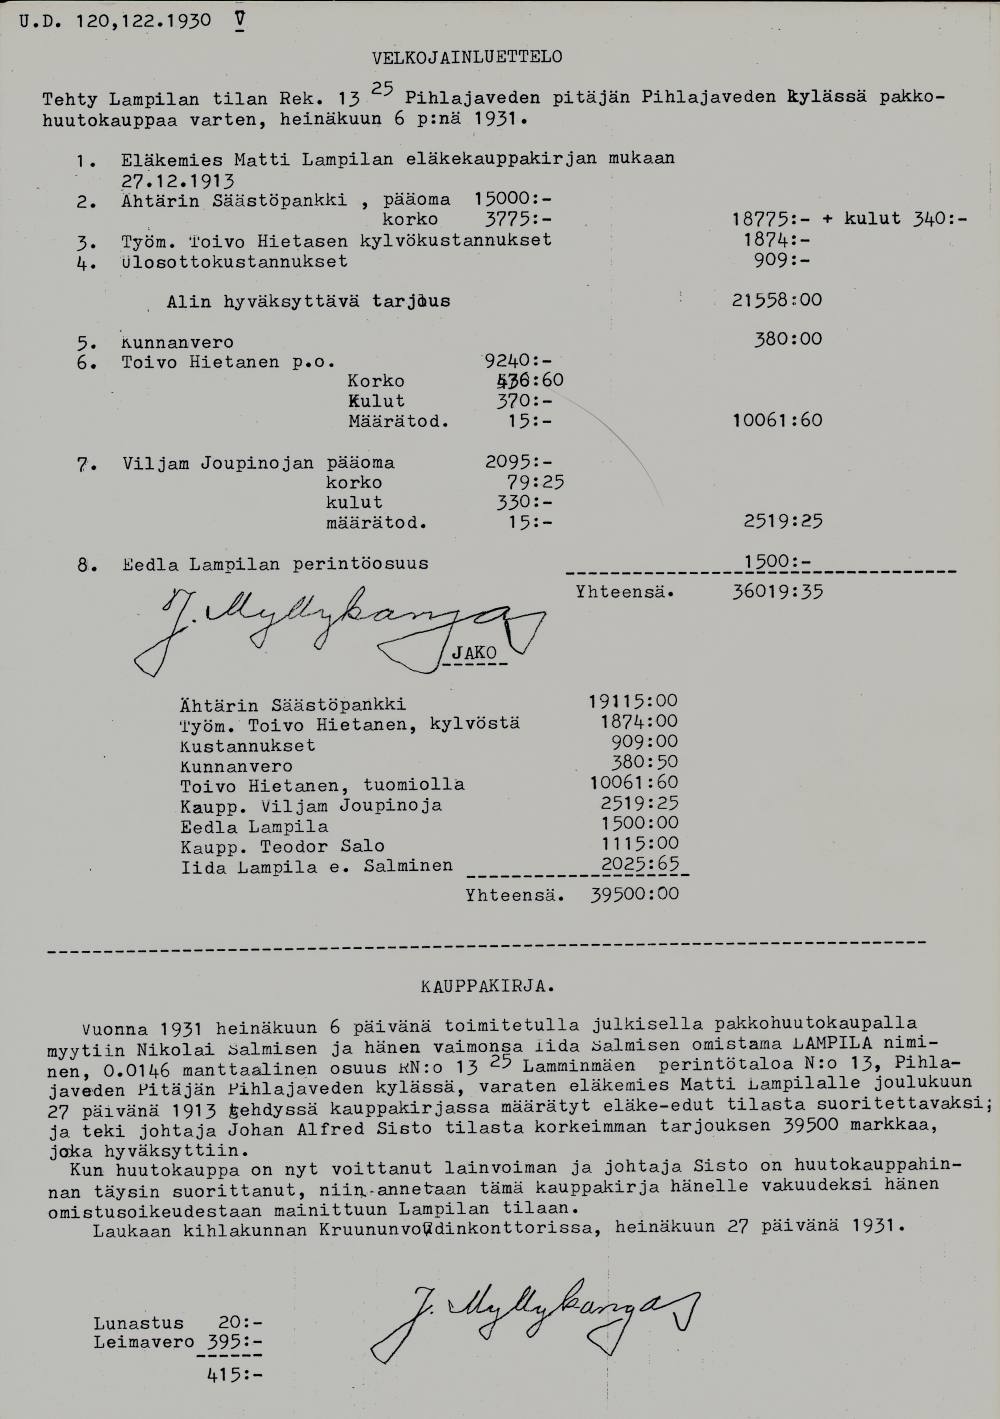 U.D. 120,122.1930 V
VELKOJAINLUETTELO
Tehty Lampilan tilan Rek. 13 25 Pihlajaveden pitäjän Pihlajaveden kylässä pakko-
huutokauppaa varten, heinäkuun 6 p:nä 1931.
1. Eläkemies Matti Lampilan eläkekauppakirjan mukaan
27.12.1913
2. Ähtärin Säästöpankki , pääoma 15000:-
korko 3775:- 18775:- + kulut 340:-
3. Työm. Toivo Hietasen kylvökustannukset 1874:-
4. Ulosottokustannukset 909:-
Alin hyväksyttävä tarjous 21558:00
5. Kunnanvero 380:00
6. Toivo Hietanen p.o. 9240:-
Korko 436:60
Kulut 370:-
Määrätod. 15:- 10061:60
7. Viljam Joupinojan pääoma 2095:-
korko 79:25
kulut 330:-
määrätod. 15:- 2519:25
8. Eedla Lampilan perintöosuus 1500:-
Yhteensä. 36019:35
J. Myllykangas
JAKO
Ähtärin Säästöpankki 19115:00
Työm. Toivo Hietanen, kylvöstä 1874:00
Kustannukset 909:00
Kunnanvero 380:50
Toivo Hietanen, tuomiolla 10061:60
Kaupp. Viljam Joupinoja 2519:25
Eedla Lampila 1500:00
Kaupp. Teodor Salo 1115:00
Iida Lampila e. Salminen 2025:65
Yhteensä. 39500:00
KAUPPAKIRJA.
Vuonna 1931 heinäkuun 6 päivänä toimitetulla julkisella pakkohuutokaupalla
myytiin Nikolai Salmisen ja hänen vaimonsa Iida Salmisen omistama LAMPILA nimi-
nen, 0.0146 manttaalinen osuus RN:o 13 25 Lamminmäen perintötaloa N:o 13, Pihla-
javeden Pitäjän Pihlajaveden kylässä, varaten eläkemies Matti Lampilalle joulukuun
27 päivänä 1913 tehdyssä kauppakirjassa määrätyt eläke-edut tilasta suoritettavaksi;
ja teki johtaja Johan Alfred Sisto tilasta korkeimman tarjouksen 39500 markkaa,
joka hyväksyttiin.
Kun huutokauppa on nyt voittanut lainvoiman ja johtaja Sisto on huutokauppahin-
nan täysin suorittanut, niin annetaan tämä kauppakirja hänelle vakuudeksi hänen
omistusoikeudestaan mainittuun Lampilan tilaan.
Laukaan kihlakunnan Kruununvoudinkonttorissa, heinäkuun 27 päivänä 1931.
J. Myllykangas
Lunastus 20:-
Leimavero 395:-
415:-